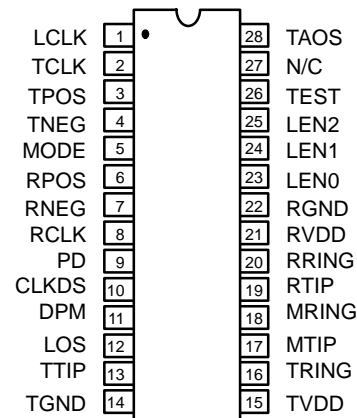 LCLK 1 28 TAOS
TCLK 2 27 N/C
TPOS 3 26 TEST
TNEG 4 25 LEN2
MODE 5 24 LEN1
RPOS 6 23 LEN0
RNEG 7 22 RGND
RCLK 8 21 RVDD
PD 9 20 RRING
CLKDS 10 19 RTIP
DPM 11 18 MRING
LOS 12 17 MTIP
TTIP 13 16 TRING
TGND 14 15 TVDD